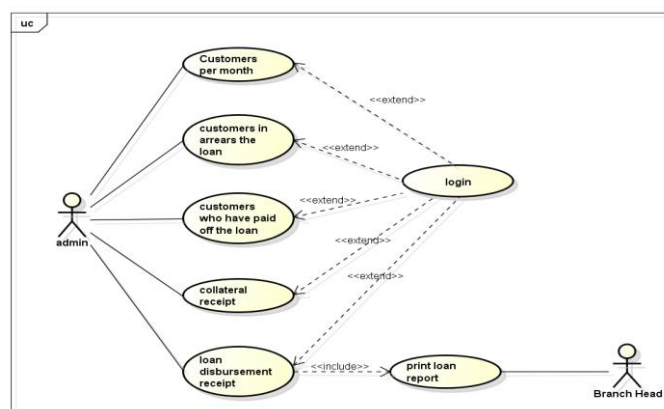 uc
Customers
per month
<<extend>>
customers in
arrears the
loan
<<extend>>
login
customers
who have paid
off the loan
<<extend>>
admin
<<extend>>
collateral
receipt
<<extend>>
loan
disbursement
receipt
<<include>>
print loan
report
Branch Head